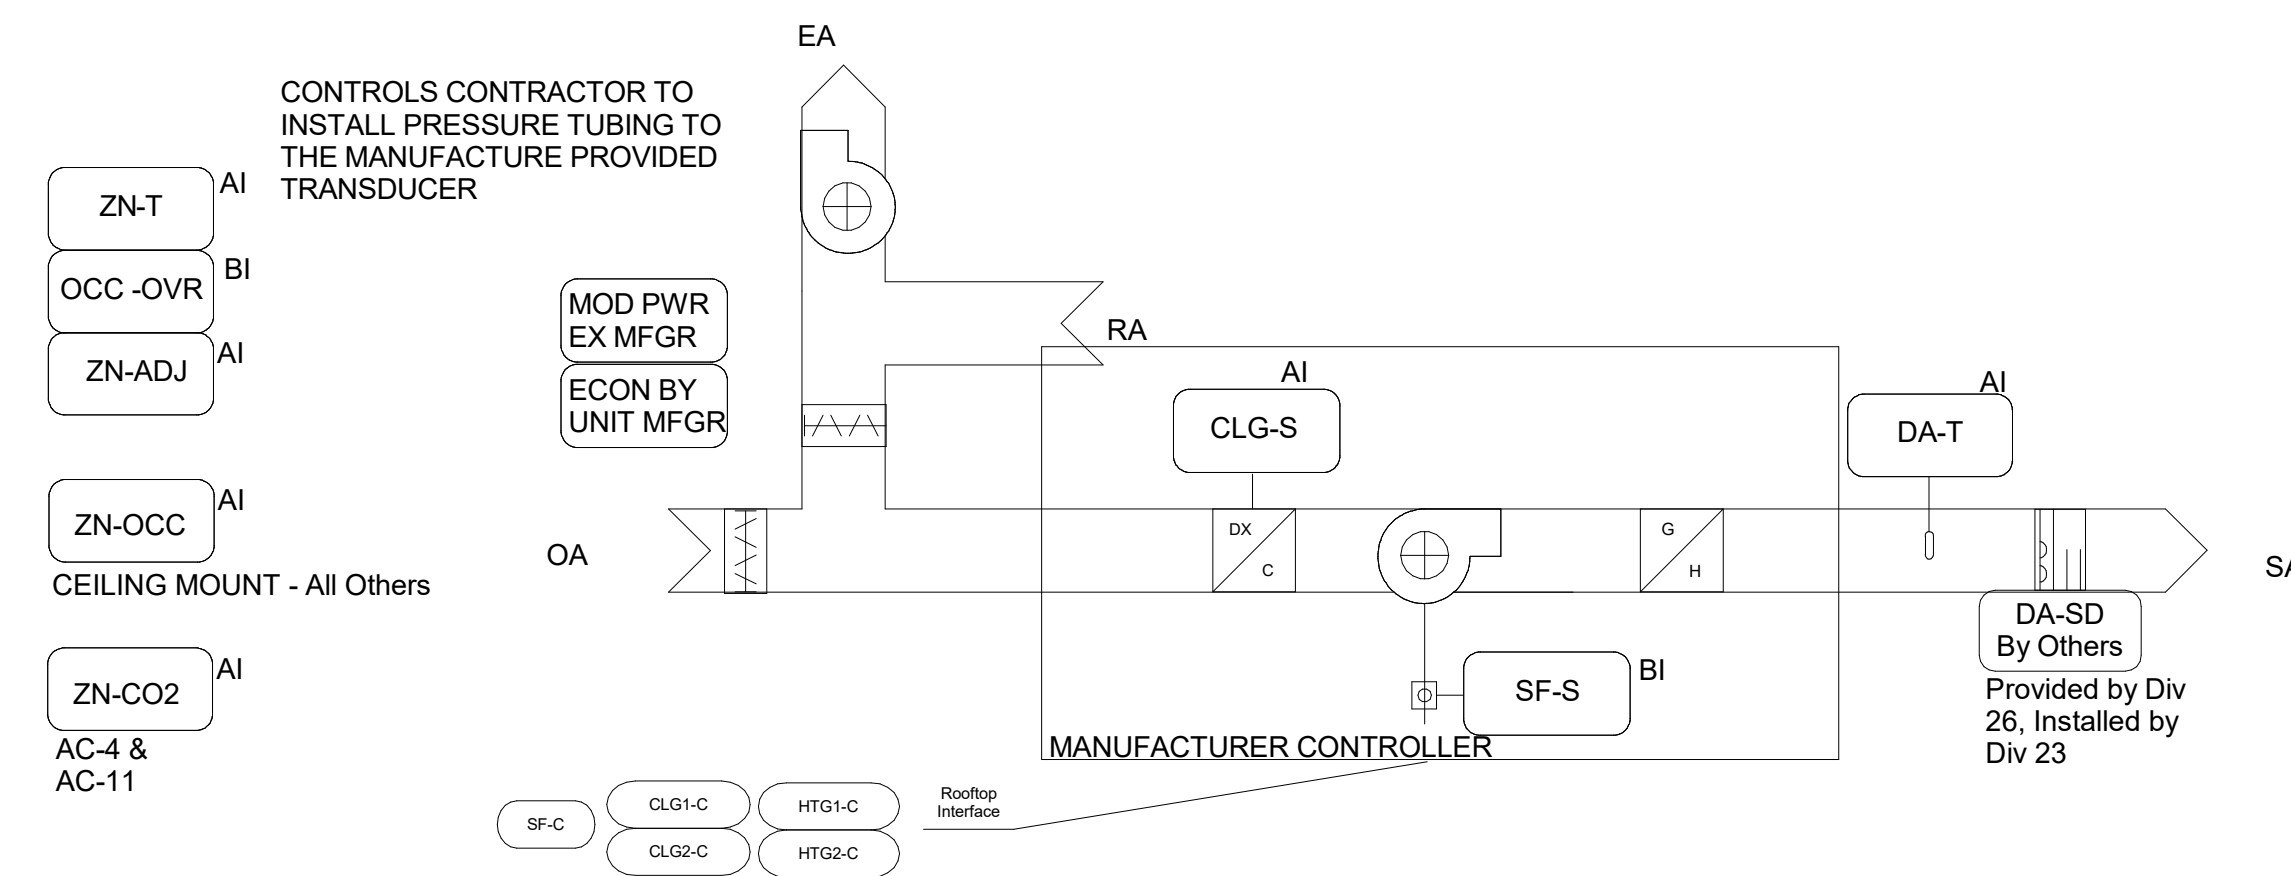 EA
CONTROLS CONTRACTOR TO
INSTALL PRESSURE TUBING TO
THE MANUFACTURE PROVIDED
TRANSDUCER
ZN-T
AI
OCC -OVR
BI
ZN-ADJ
AI
MOD PWR
EX MFGR
ECON BY
UNIT MFGR
RA
AI
CLG-S
AI
DA-T
ZN-OCC
AI
CEILING MOUNT - All Others
OA
DX
C
G
H
SA
DA-SD
By Others
Provided by Div
26, Installed by
Div 23
ZN-CO2
AI
AC-4 &
AC-11
SF-S
BI
MANUFACTURER CONTROLLER
SF-C
CLG1-C
HTG1-C
CLG2-C
HTG2-C
Rooftop
Interface